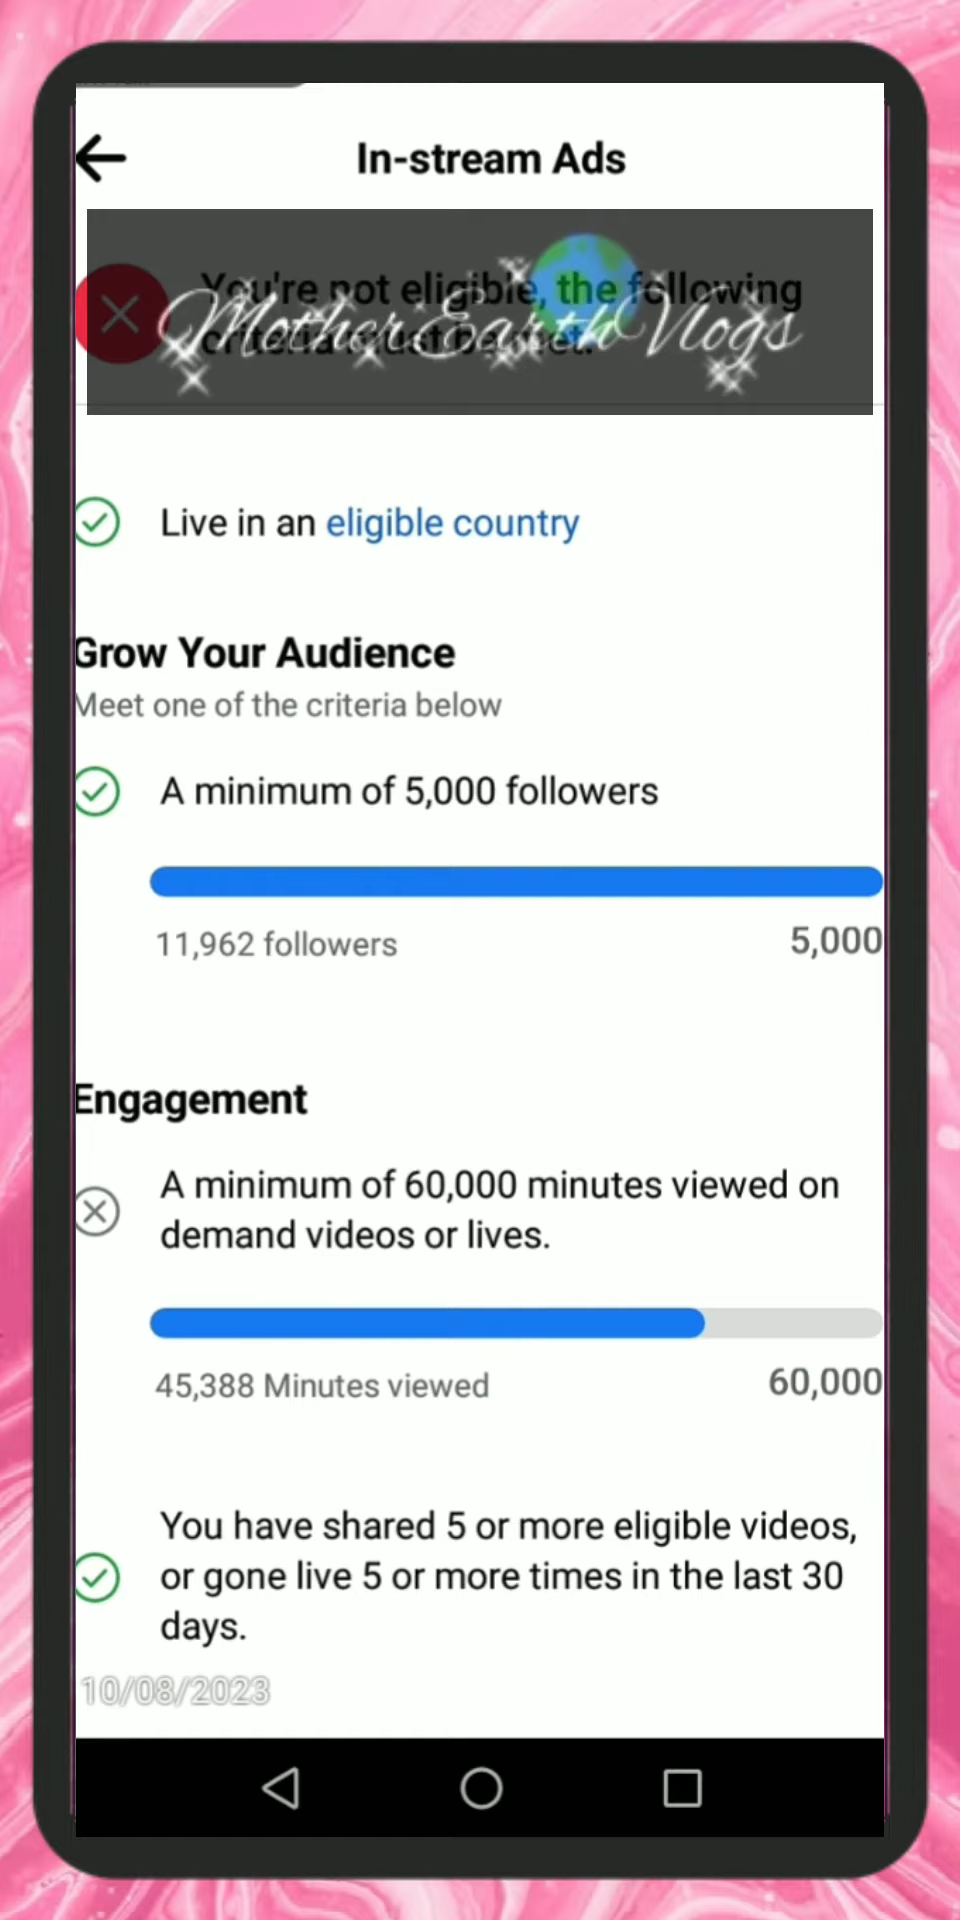 In-stream Ads
You're not eligible, the following
criteria must be met.
Mother Earth Vlogs
Live in an eligible country
Grow Your Audience
Meet one of the criteria below
A minimum of 5,000 followers
11,962 followers
5,000
Engagement
A minimum of 60,000 minutes viewed on
demand videos or lives.
45,388 Minutes viewed
60,000
You have shared 5 or more eligible videos,
or gone live 5 or more times in the last 30
days.
10/08/2023